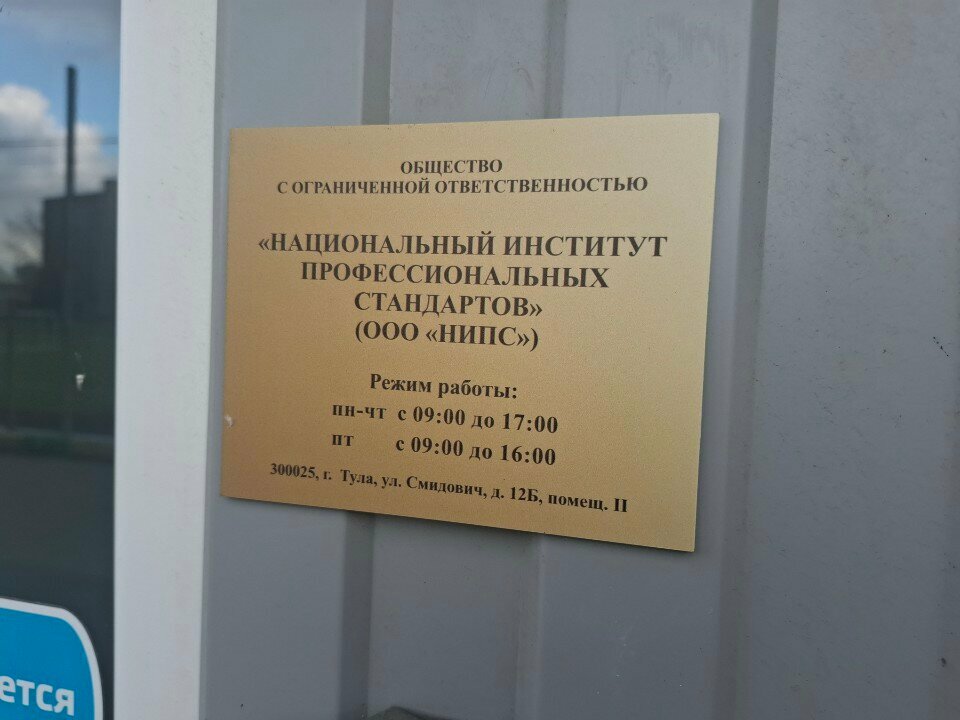 ОБЩЕСТВО
С ОГРАНИЧЕННОЙ ОТВЕТСТВЕННОСТЬЮ
«НАЦИОНАЛЬНЫЙ ИНСТИТУТ
ПРОФЕССИОНАЛЬНЫХ
СТАНДАРТОВ»
(ООО «НИПС»)
Режим работы:
пн-чт с 09:00 до 17:00
пт с 09:00 до 16:00
300025, г. Тула, ул. Смидович, д. 12Б, помещ. II
ется